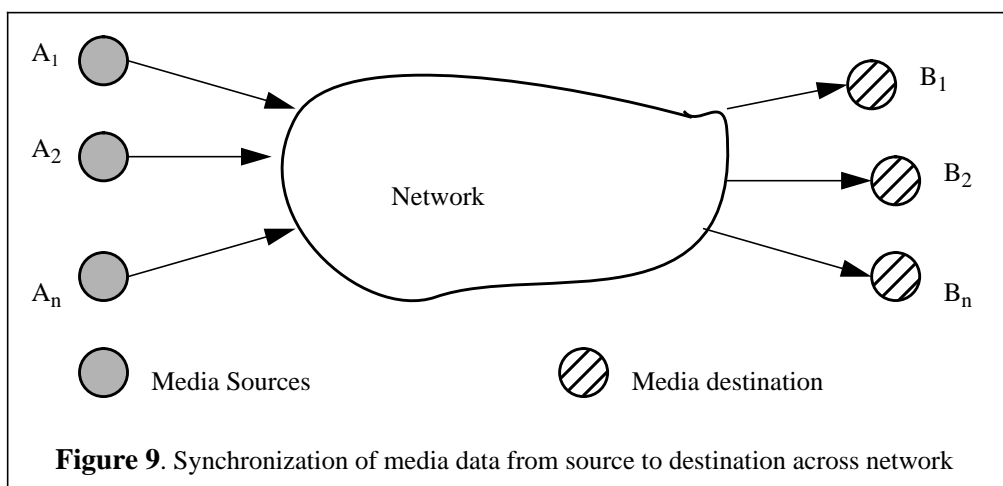 A1
B1
A2
B2
Network
An
Bn
Media Sources
Media destination
Figure 9. Synchronization of media data from source to destination across network